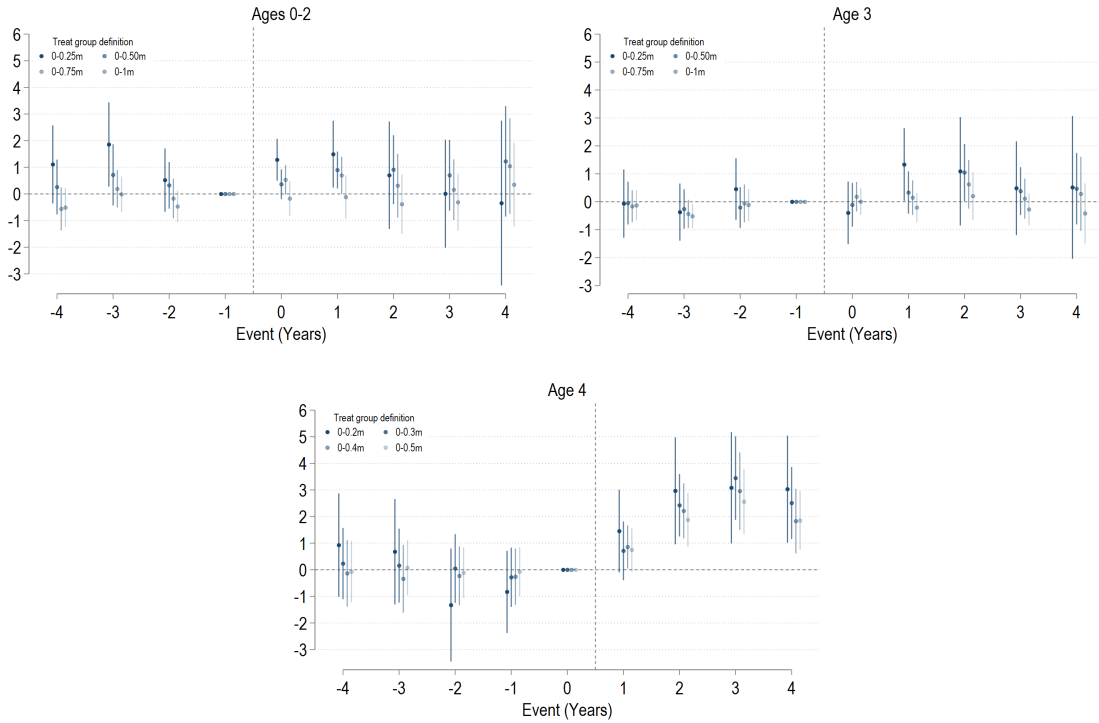 Ages 0-2
Treat group definition
0-0.25m 0-0.50m
0-0.75m 0-1m
6
5
4
3
2
1
0
-1
-2
-3
-4 -3 -2 -1 0 1 2 3 4
Event (Years)
Age 3
Treat group definition
0-0.25m 0-0.50m
0-0.75m 0-1m
6
5
4
3
2
1
0
-1
-2
-3
-4 -3 -2 -1 0 1 2 3 4
Event (Years)
Age 4
Treat group definition
0-0.2m 0-0.3m
0-0.4m 0-0.5m
6
5
4
3
2
1
0
-1
-2
-3
-4 -3 -2 -1 0 1 2 3 4
Event (Years)